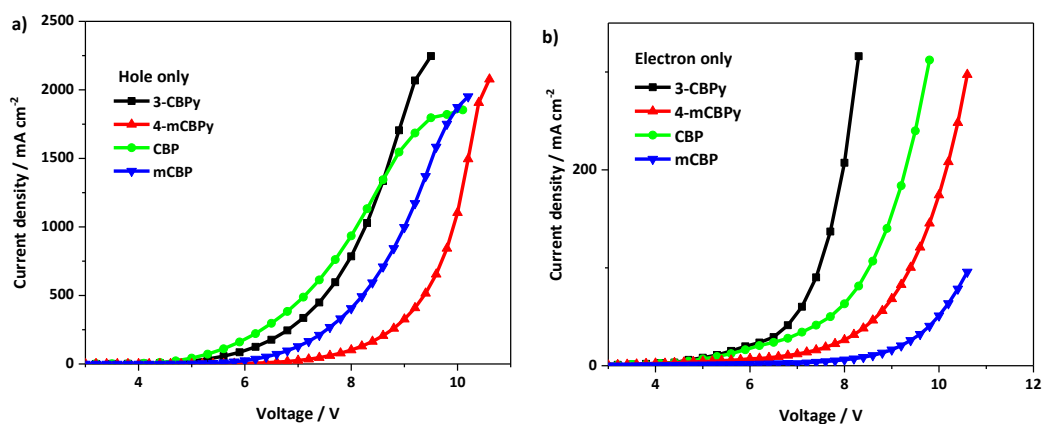 a)
Hole only
3-CBPy
4-mCBPy
CBP
mCBP
2500
2000
1500
1000
500
0
4
6
8
10
Current density / mA cm-2
Voltage / V
b)
Electron only
3-CBPy
4-mCBPy
CBP
mCBP
200
0
4
6
8
10
12
Current density / mA cm-2
Voltage / V